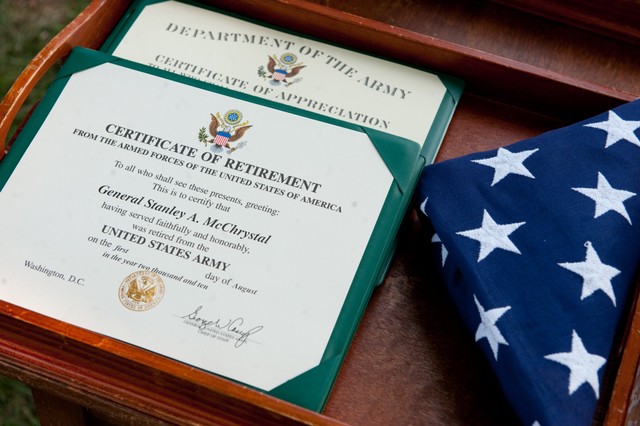 DEPARTMENT OF THE ARMY
CERTIFICATE OF APPRECIATION
CERTIFICATE OF RETIREMENT
FROM THE ARMED FORCES OF THE UNITED STATES OF AMERICA
To all who shall see these presents, greeting:
This is to certify that
General Stanley A. McChrystal
having served faithfully and honorably,
was retired from the
UNITED STATES ARMY
on the first day of August
in the year two thousand and ten
Washington, D.C.
CHIEF OF STAFF